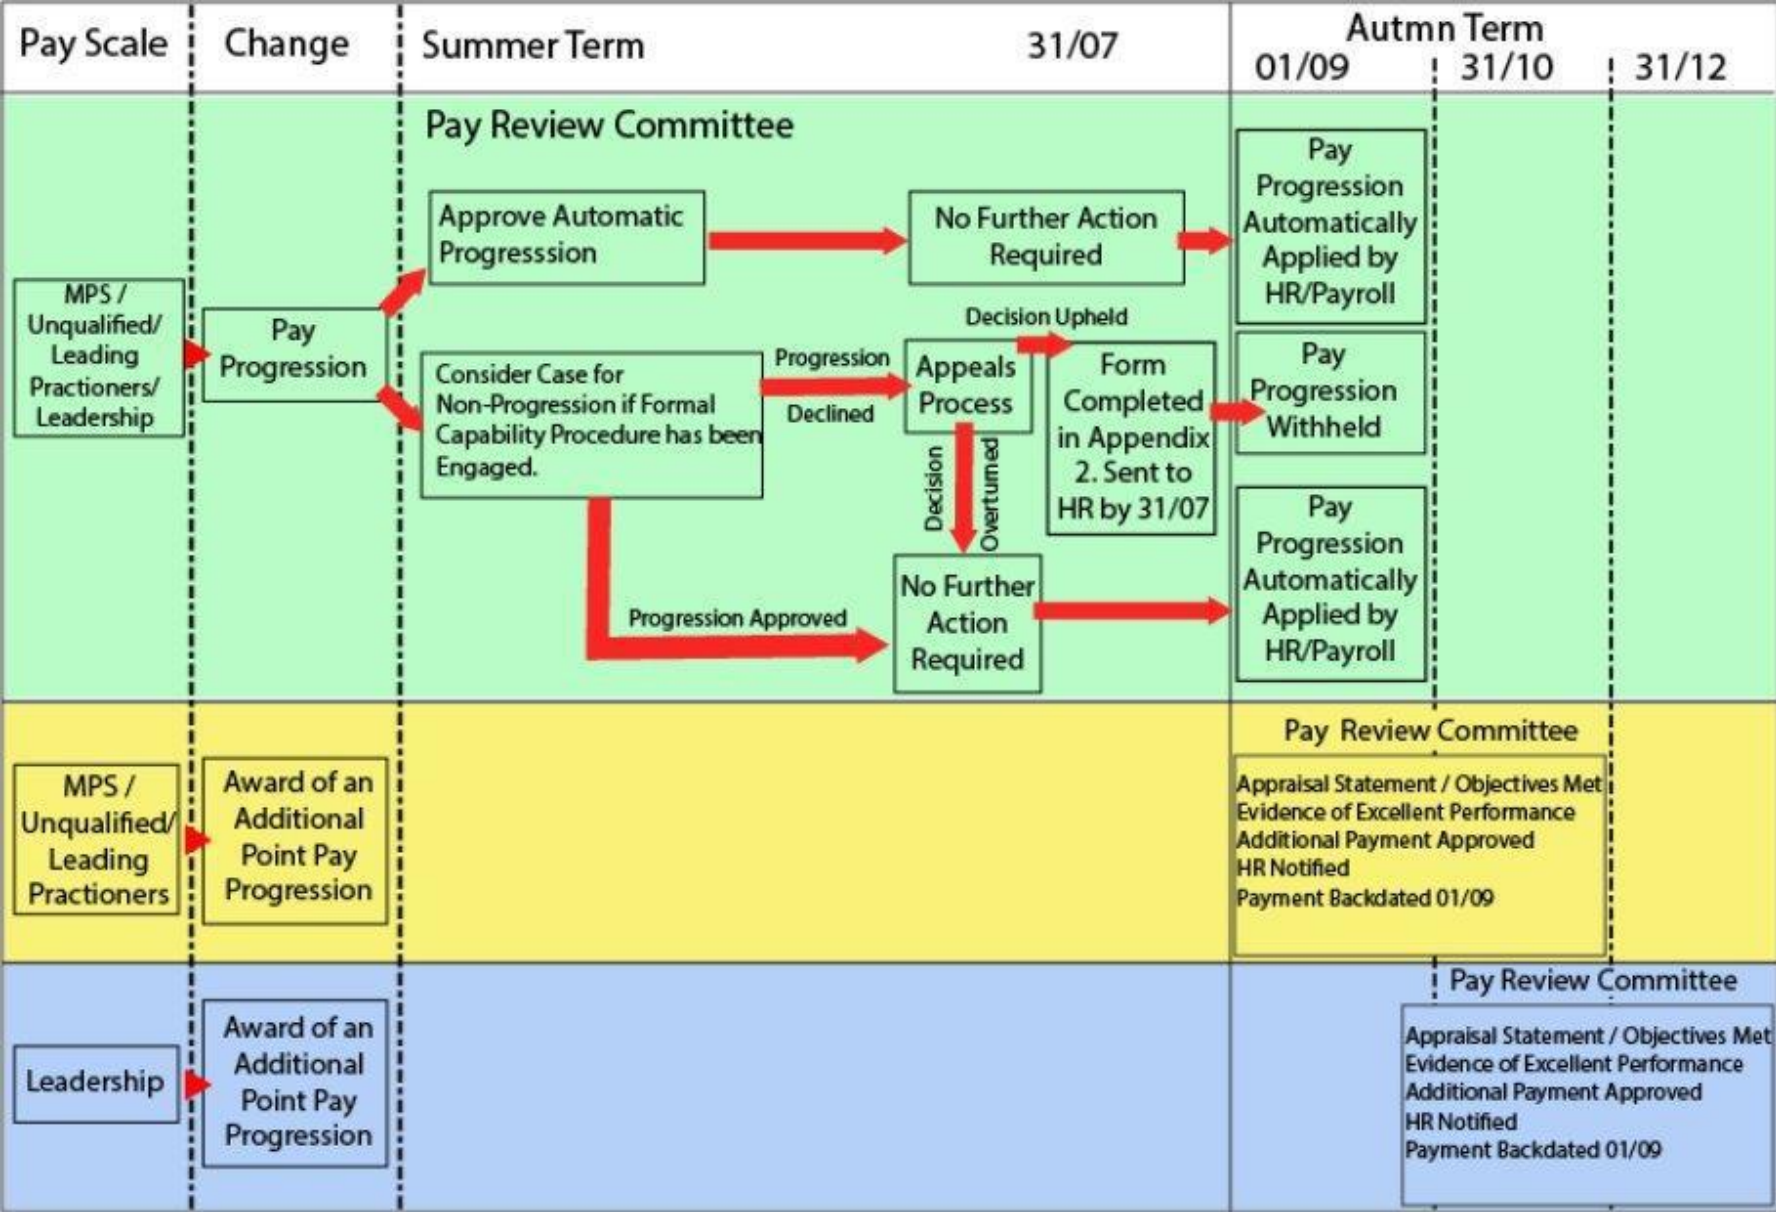 Pay Scale
Change
Summer Term
31/07
Autmn Term
01/09
31/10
31/12
Pay Review Committee
MPS /
Unqualified/
Leading
Practioners/
Leadership
Pay
Progression
Approve Automatic
Progresssion
No Further Action
Required
Pay
Progression
Automatically
Applied by
HR/Payroll
Consider Case for
Non-Progression if Formal
Capability Procedure has been
Engaged.
Progression
Declined
Appeals
Process
Decision Upheld
Form
Completed
in Appendix
2. Sent to
HR by 31/07
Pay
Progression
Withheld
Decision
Overturned
Progression Approved
No Further
Action
Required
Pay
Progression
Automatically
Applied by
HR/Payroll
MPS /
Unqualified/
Leading
Practioners
Award of an
Additional
Point Pay
Progression
Pay Review Committee
Appraisal Statement / Objectives Met
Evidence of Excellent Performance
Additional Payment Approved
HR Notified
Payment Backdated 01/09
Leadership
Award of an
Additional
Point Pay
Progression
Pay Review Committee
Appraisal Statement / Objectives Met
Evidence of Excellent Performance
Additional Payment Approved
HR Notified
Payment Backdated 01/09